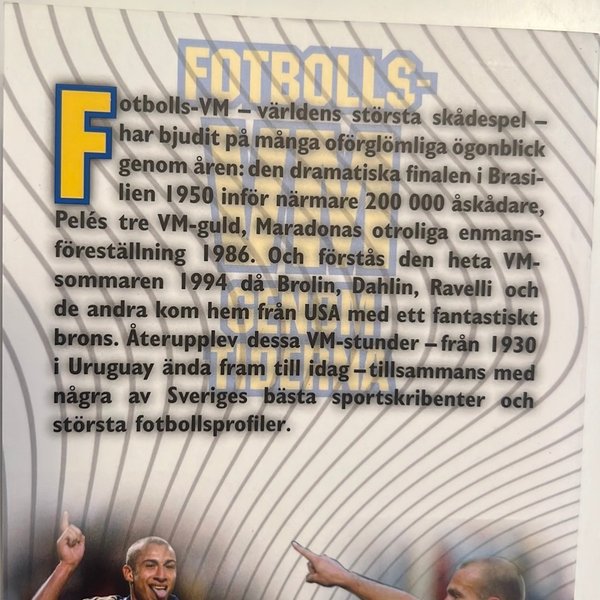 FOTBOLLS-
VM
GENOM
TIDERNA
Fotbolls-VM – världens största skådespel –
har bjudit på många oförglömliga ögonblick
genom åren: den dramatiska finalen i Brasi-
lien 1950 inför närmare 200 000 åskådare,
Pelés tre VM-guld, Maradonas otroliga enmans-
föreställning 1986. Och förstås den heta VM-
sommaren 1994 då Brolin, Dahlin, Ravelli och
de andra kom hem från USA med ett fantastiskt
brons. Återupplev dessa VM-stunder – från 1930
i Uruguay ända fram till idag – tillsammans med
några av Sveriges bästa sportskribenter och
största fotbollsprofiler.